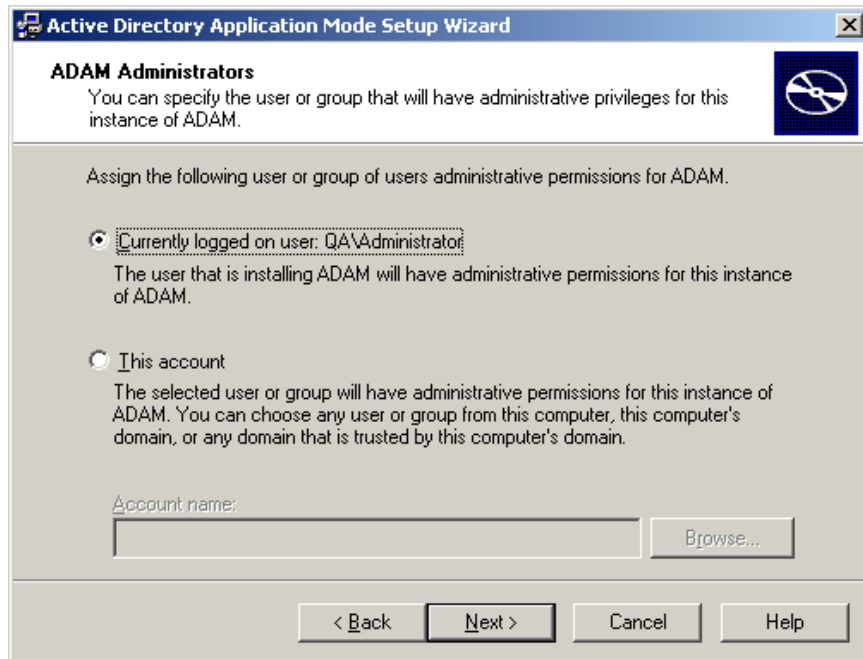 Active Directory Application Mode Setup Wizard
ADAM Administrators
You can specify the user or group that will have administrative privileges for this
instance of ADAM.
Assign the following user or group of users administrative permissions for ADAM.
Currently logged on user: QA\Administrator
The user that is installing ADAM will have administrative permissions for this instance
of ADAM.
This account
The selected user or group will have administrative permissions for this instance of
ADAM. You can choose any user or group from this computer, this computer's
domain, or any domain that is trusted by this computer's domain.
Account name:
Browse...
< Back
Next >
Cancel
Help